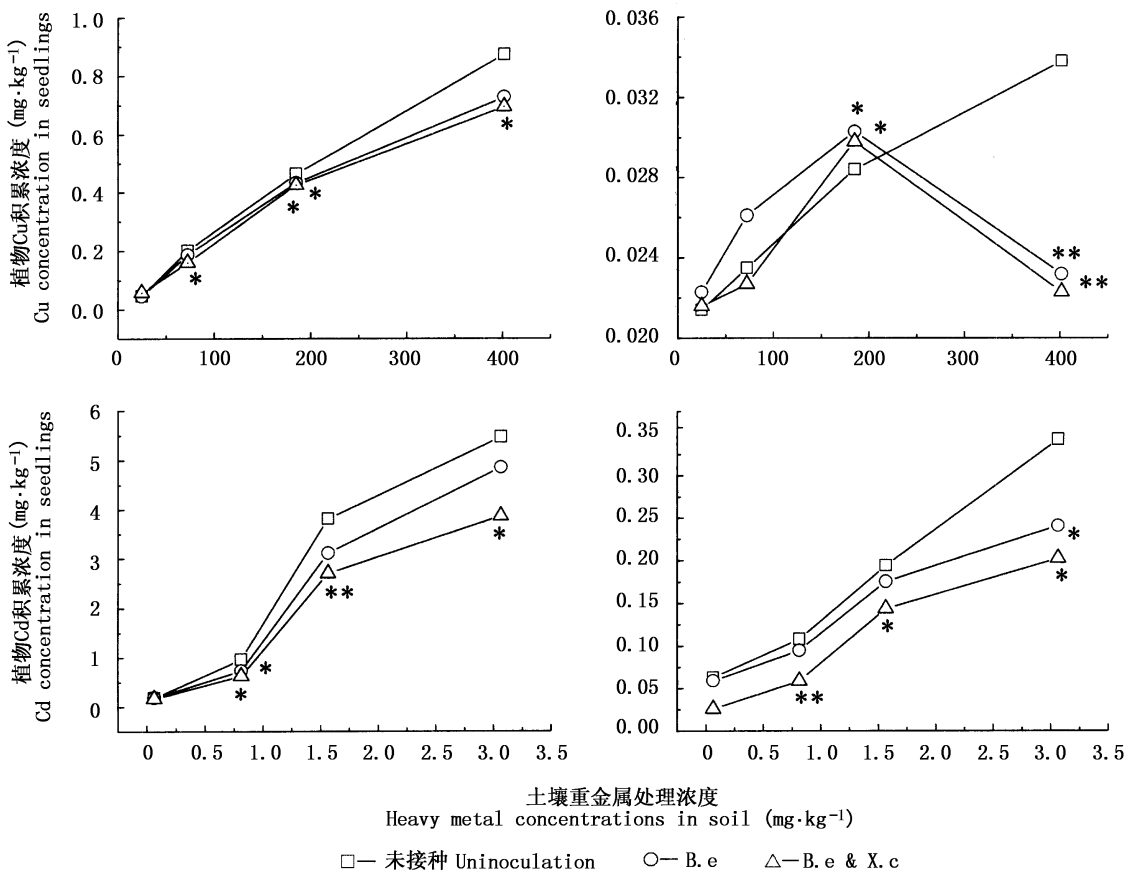 植物Cu积累浓度 (mg·kg⁻¹)
Cu concentration in seedlings
1.0
0.8
0.6
0.4
0.2
0.0
0 100 200 300 400
* * * *
0.036
0.032
0.028
0.024
0.020
0 100 200 300 400
* * ** **
植物Cd积累浓度 (mg·kg⁻¹)
Cd concentration in seedlings
6
5
4
3
2
1
0
0 0.5 1.0 1.5 2.0 2.5 3.0 3.5
* * ** *
0.35
0.30
0.25
0.20
0.15
0.10
0.05
0.00
0 0.5 1.0 1.5 2.0 2.5 3.0 3.5
** * * *
土壤重金属处理浓度
Heavy metal concentrations in soil (mg·kg⁻¹)
□— 未接种 Uninoculation ○— B.e △—B.e & X.c